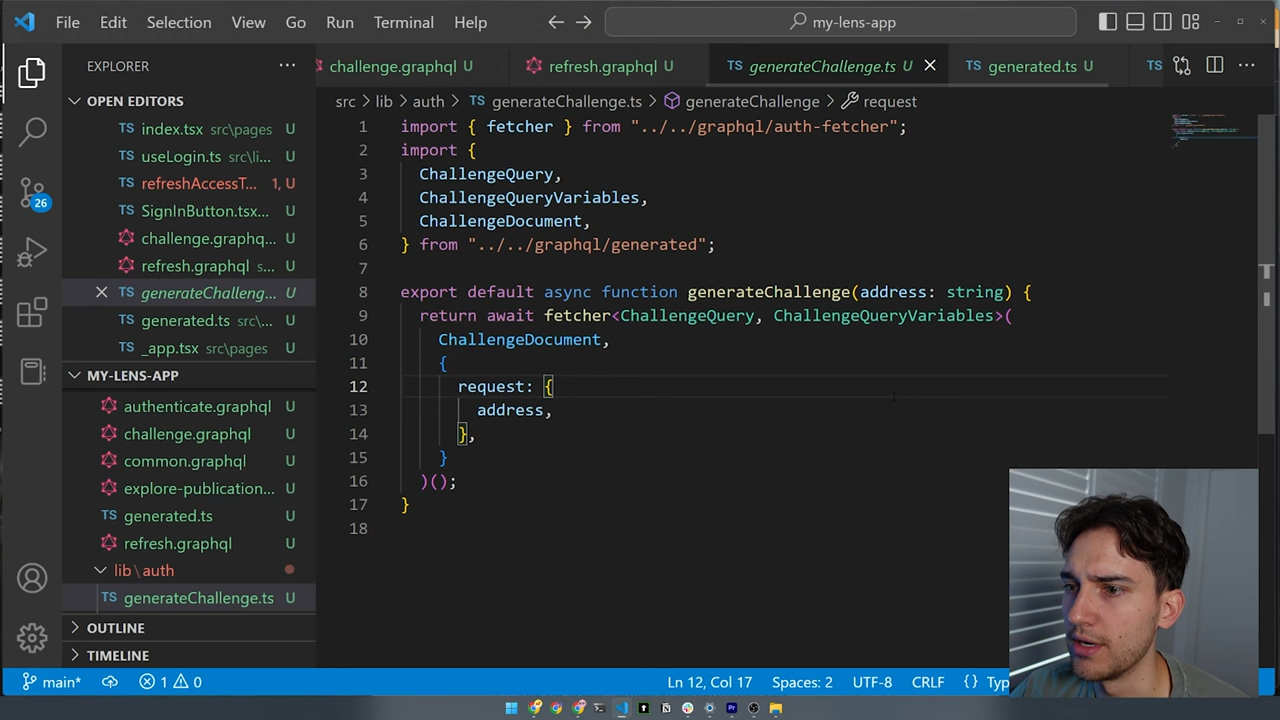 File Edit Selection View Go Run Terminal Help
my-lens-app
EXPLORER
challenge.graphql U
refresh.graphql U
TS generateChallenge.ts U
TS generated.ts U
TS
OPEN EDITORS
TS index.tsx src\pages U
TS useLogin.ts src\li... U
TS refreshAccessT... 1, U
TS SignInButton.tsx... U
challenge.graphq... U
refresh.graphql s... U
TS generateChalleng... U
TS generated.ts src\... U
TS _app.tsx src\pages U
26
MY-LENS-APP
authenticate.graphql U
challenge.graphql U
common.graphql U
explore-publication... U
TS generated.ts U
refresh.graphql U
lib \ auth
TS generateChallenge.ts U
OUTLINE
TIMELINE
src > lib > auth > TS generateChallenge.ts > generateChallenge > request
1 import { fetcher } from "../../graphql/auth-fetcher";
2 import {
3 ChallengeQuery,
4 ChallengeQueryVariables,
5 ChallengeDocument,
6 } from "../../graphql/generated";
7
8 export default async function generateChallenge(address: string) {
9 return await fetcher<ChallengeQuery, ChallengeQueryVariables>(
10 ChallengeDocument,
11 {
12 request: {
13 address,
14 },
15 }
16 )();
17 }
18
main* 1 0
Ln 12, Col 17 Spaces: 2 UTF-8 CRLF {} Typ